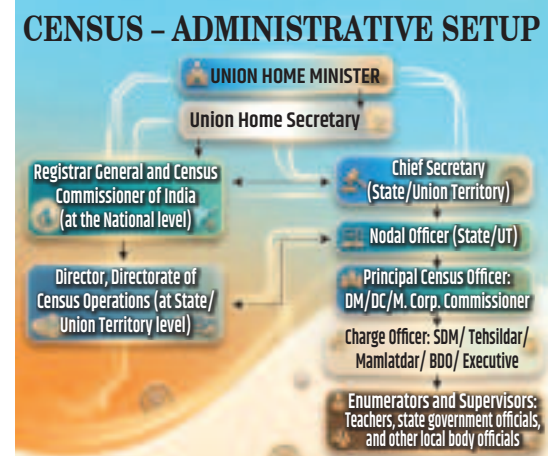 CENSUS – ADMINISTRATIVE SETUP
UNION HOME MINISTER
Union Home Secretary
Registrar General and Census
Commissioner of India
(at the National level)
Director, Directorate of
Census Operations (at State/
Union Territory level)
Chief Secretary
(State/Union Territory)
Nodal Officer (State/UT)
Principal Census Officer:
DM/DC/M. Corp. Commissioner
Charge Officer: SDM/ Tehsildar/
Mamlatdar/ BDO/ Executive
Enumerators and Supervisors:
Teachers, state government officials,
and other local body officials